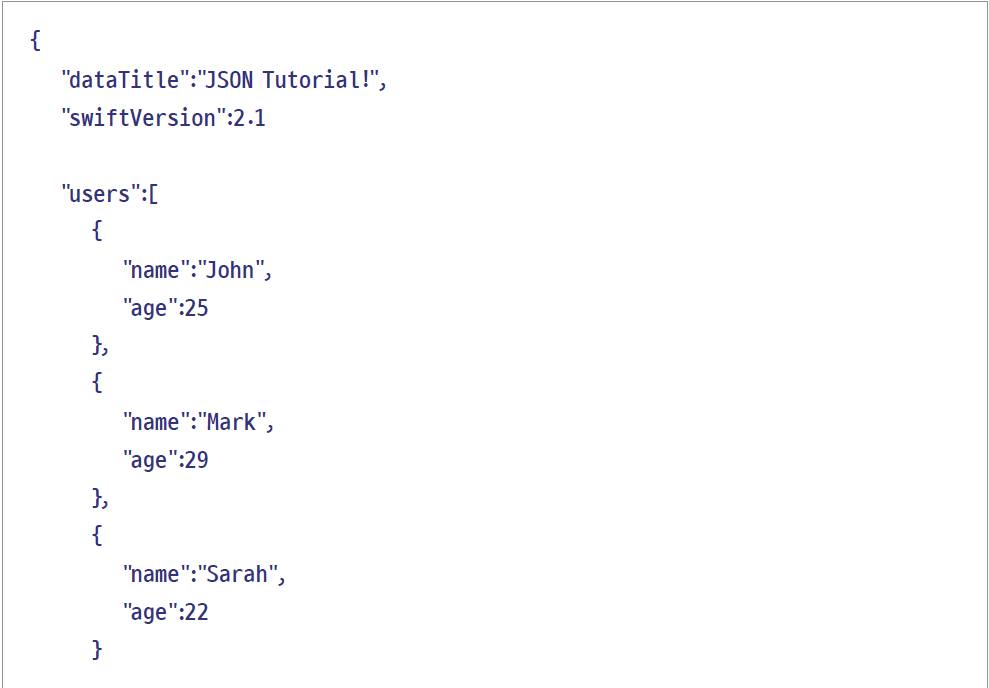 {
"dataTitle":"JSON Tutorial!",
"swiftVersion":2.1
"users":[
{
"name":"John",
"age":25
},
{
"name":"Mark",
"age":29
},
{
"name":"Sarah",
"age":22
}